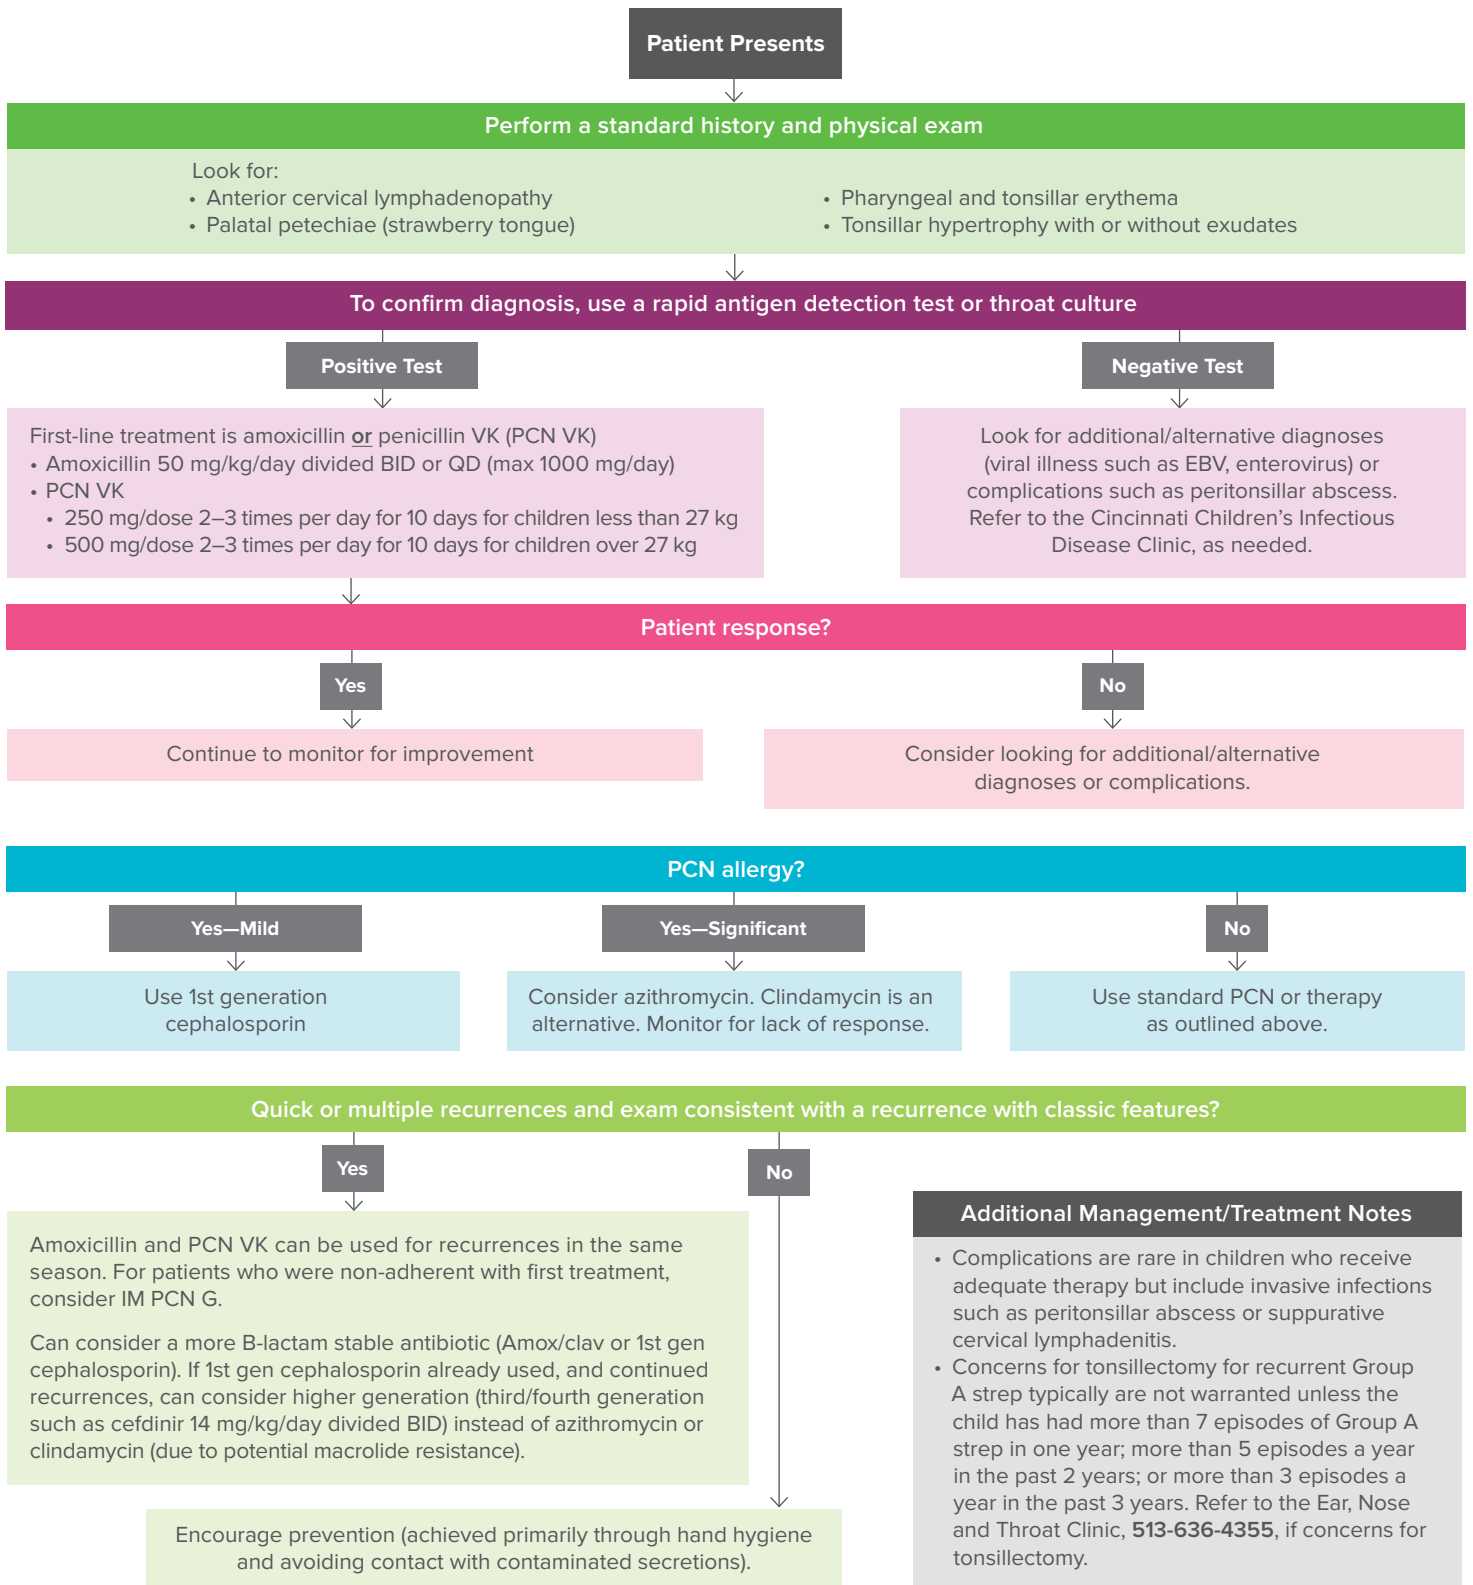 Patient Presents
Perform a standard history and physical exam
Look for:
• Anterior cervical lymphadenopathy
• Palatal petechiae (strawberry tongue)
• Pharyngeal and tonsillar erythema
• Tonsillar hypertrophy with or without exudates
To confirm diagnosis, use a rapid antigen detection test or throat culture
Positive Test
First-line treatment is amoxicillin or penicillin VK (PCN VK)
• Amoxicillin 50 mg/kg/day divided BID or QD (max 1000 mg/day)
• PCN VK
• 250 mg/dose 2–3 times per day for 10 days for children less than 27 kg
• 500 mg/dose 2–3 times per day for 10 days for children over 27 kg
Negative Test
Look for additional/alternative diagnoses
(viral illness such as EBV, enterovirus) or
complications such as peritonsillar abscess.
Refer to the Cincinnati Children’s Infectious
Disease Clinic, as needed.
Patient response?
Yes
Continue to monitor for improvement
No
Consider looking for additional/alternative
diagnoses or complications.
PCN allergy?
Yes—Mild
Use 1st generation
cephalosporin
Yes—Significant
Consider azithromycin. Clindamycin is an
alternative. Monitor for lack of response.
No
Use standard PCN or therapy
as outlined above.
Quick or multiple recurrences and exam consistent with a recurrence with classic features?
Yes
Amoxicillin and PCN VK can be used for recurrences in the same
season. For patients who were non-adherent with first treatment,
consider IM PCN G.
Can consider a more B-lactam stable antibiotic (Amox/clav or 1st gen
cephalosporin). If 1st gen cephalosporin already used, and continued
recurrences, can consider higher generation (third/fourth generation
such as cefdinir 14 mg/kg/day divided BID) instead of azithromycin or
clindamycin (due to potential macrolide resistance).
No
Encourage prevention (achieved primarily through hand hygiene
and avoiding contact with contaminated secretions).
Additional Management/Treatment Notes
• Complications are rare in children who receive
adequate therapy but include invasive infections
such as peritonsillar abscess or suppurative
cervical lymphadenitis.
• Concerns for tonsillectomy for recurrent Group
A strep typically are not warranted unless the
child has had more than 7 episodes of Group A
strep in one year; more than 5 episodes a year
in the past 2 years; or more than 3 episodes a
year in the past 3 years. Refer to the Ear, Nose
and Throat Clinic, 513-636-4355, if concerns for
tonsillectomy.